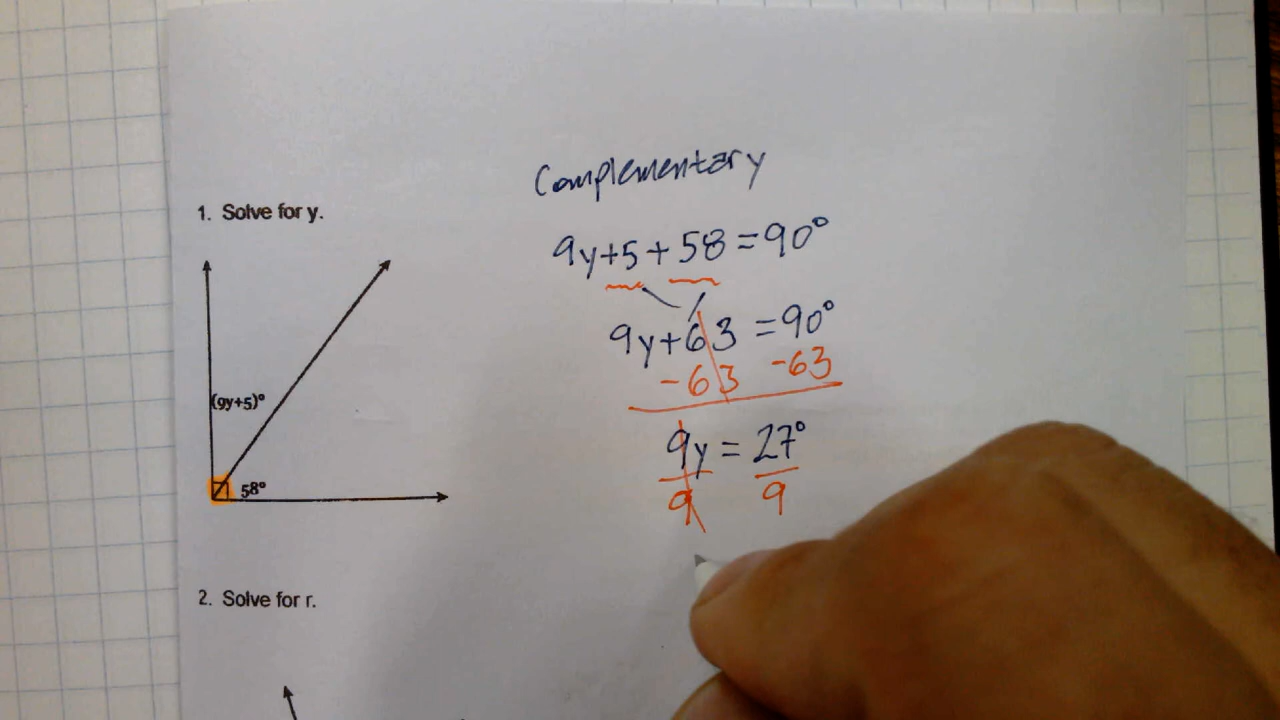 Complementary
1. Solve for y.
9y+5+58=90°
9y+63=90°
-63 -63
(9y+5)°
9y=27°
9 9
58°
2. Solve for r.